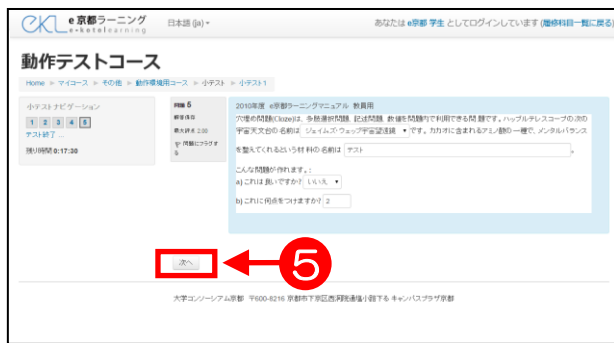 e京都ラーニング
e-kotolearning
日本語 (ja)
あなたは e京都 学生 としてログインしています (履修科目一覧に戻る)
動作テストコース
Home ▶ マイコース ▶ その他 ▶ 動作環境用コース ▶ 小テスト ▶ 小テスト1
小テストナビゲーション
1 2 3 4 5
テスト終了 ...
残り時間 0:17:30
問題 5
解答保存
最大評点 2.00
問題にフラグする
2010年度 e京都ラーニングマニュアル 教員用
穴埋め問題(Cloze)は、多肢選択問題、記述問題、数値を問題内で利用できる問題です。ハッブルテレスコープの次の
宇宙天文台の名前は ジェイムズ・ウェッブ宇宙望遠鏡 です。カカオに含まれるアミノ酸の一種で、メンタルバランス
を整えてくれるという材料の名前は テスト 。
こんな問題が作れます。:
a) これは良いですか? いいえ
b) これに何点をつけますか? 2
次へ
5
大学コンソーシアム京都 〒600-8216 京都市下京区西洞院通塩小路下る キャンパスプラザ京都